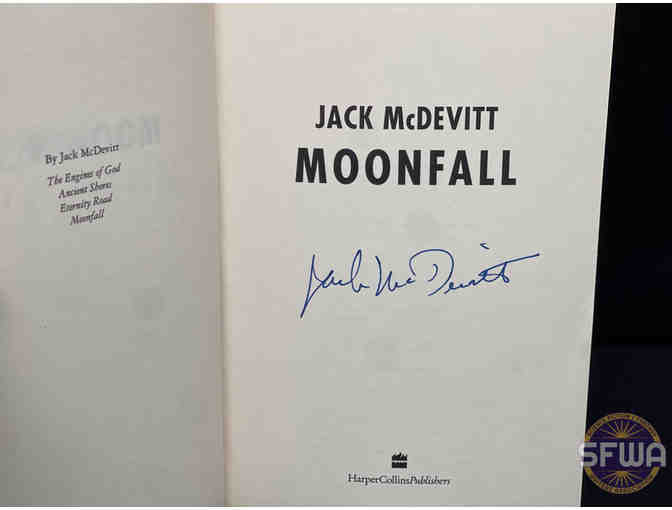 By Jack McDevitt
The Engines of God
Ancient Shores
Eternity Road
Moonfall
JACK McDEVITT
MOONFALL
Jack McDevitt
HarperCollinsPublishers
SFWA